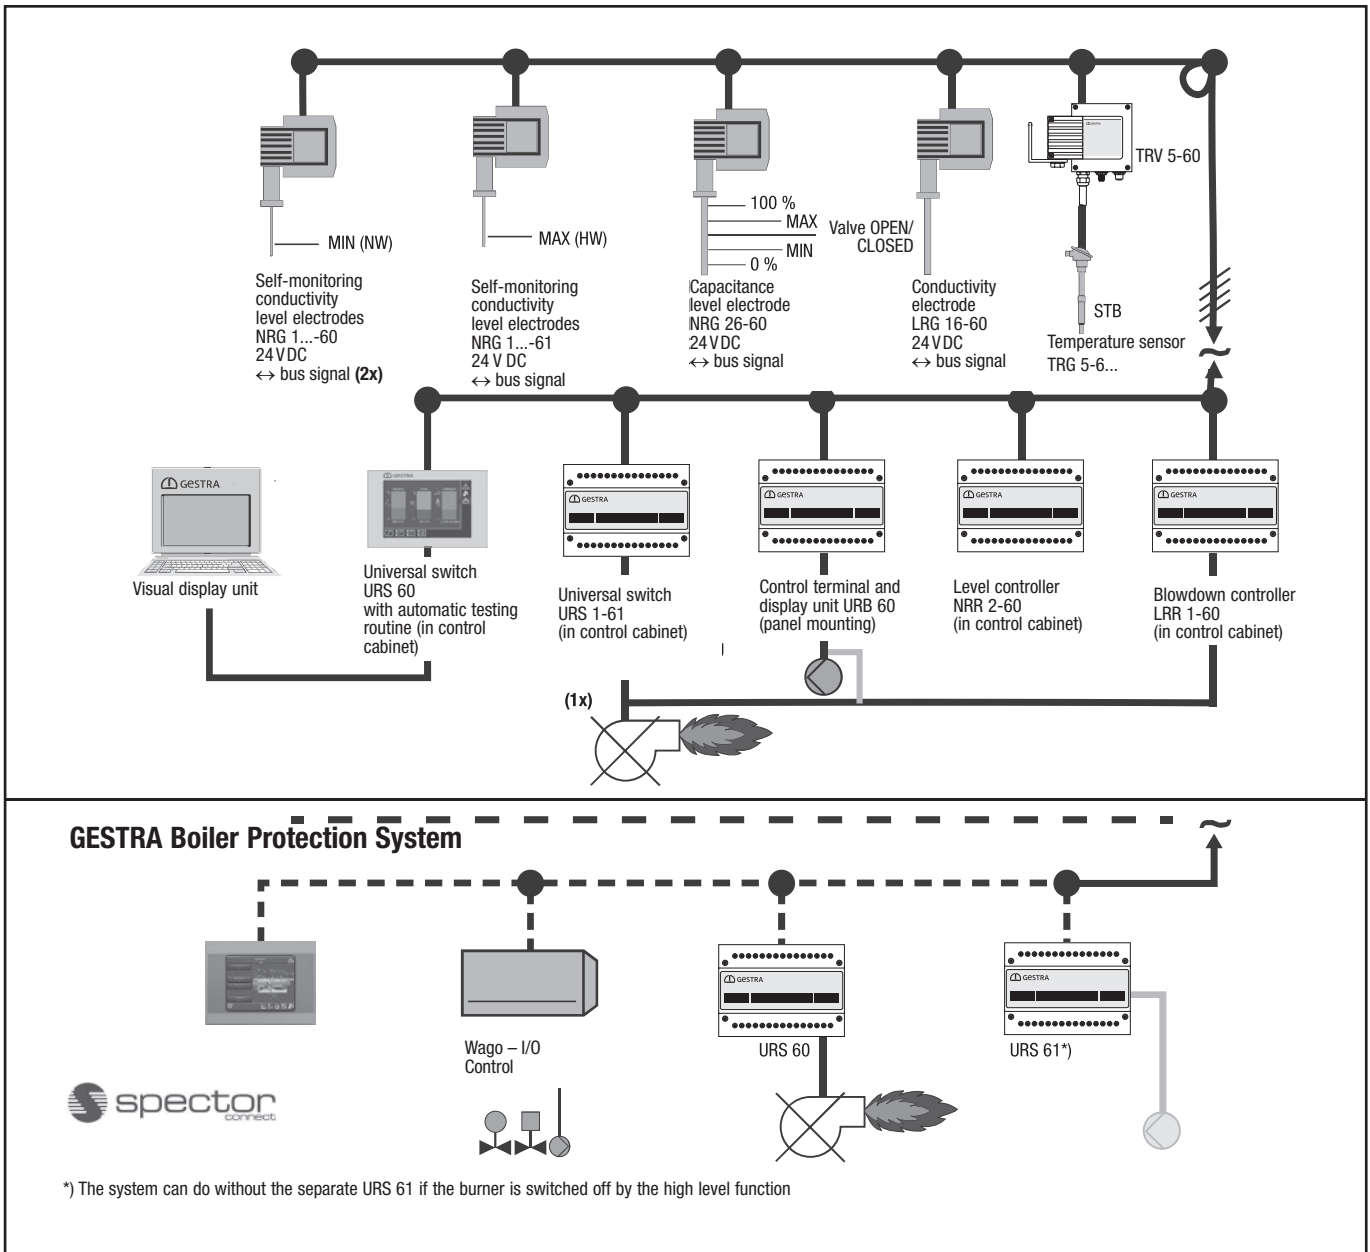 GESTRA
TRV 5-60
100 %
MAX
MIN
0 %
Valve OPEN/
CLOSED
MIN (NW)
MAX (HW)
Self-monitoring
conductivity
level electrodes
NRG 1...-60
24 V DC
↔ bus signal (2x)
Self-monitoring
conductivity
level electrodes
NRG 1...-61
24 V DC
↔ bus signal
Capacitance
level electrode
NRG 26-60
24 V DC
↔ bus signal
Conductivity
electrode
LRG 16-60
24 V DC
↔ bus signal
STB
Temperature sensor
TRG 5-6...
GESTRA
GESTRA
GESTRA
GESTRA
GESTRA
GESTRA
Visual display unit
Universal switch
URS 60
with automatic testing
routine (in control
cabinet)
Universal switch
URS 1-61
(in control cabinet)
Control terminal and
display unit URB 60
(panel mounting)
Level controller
NRR 2-60
(in control cabinet)
Blowdown controller
LRR 1-60
(in control cabinet)
(1x)
GESTRA Boiler Protection System
GESTRA
GESTRA
Wago – I/O
Control
URS 60
URS 61*)
spector
connect
*) The system can do without the separate URS 61 if the burner is switched off by the high level function